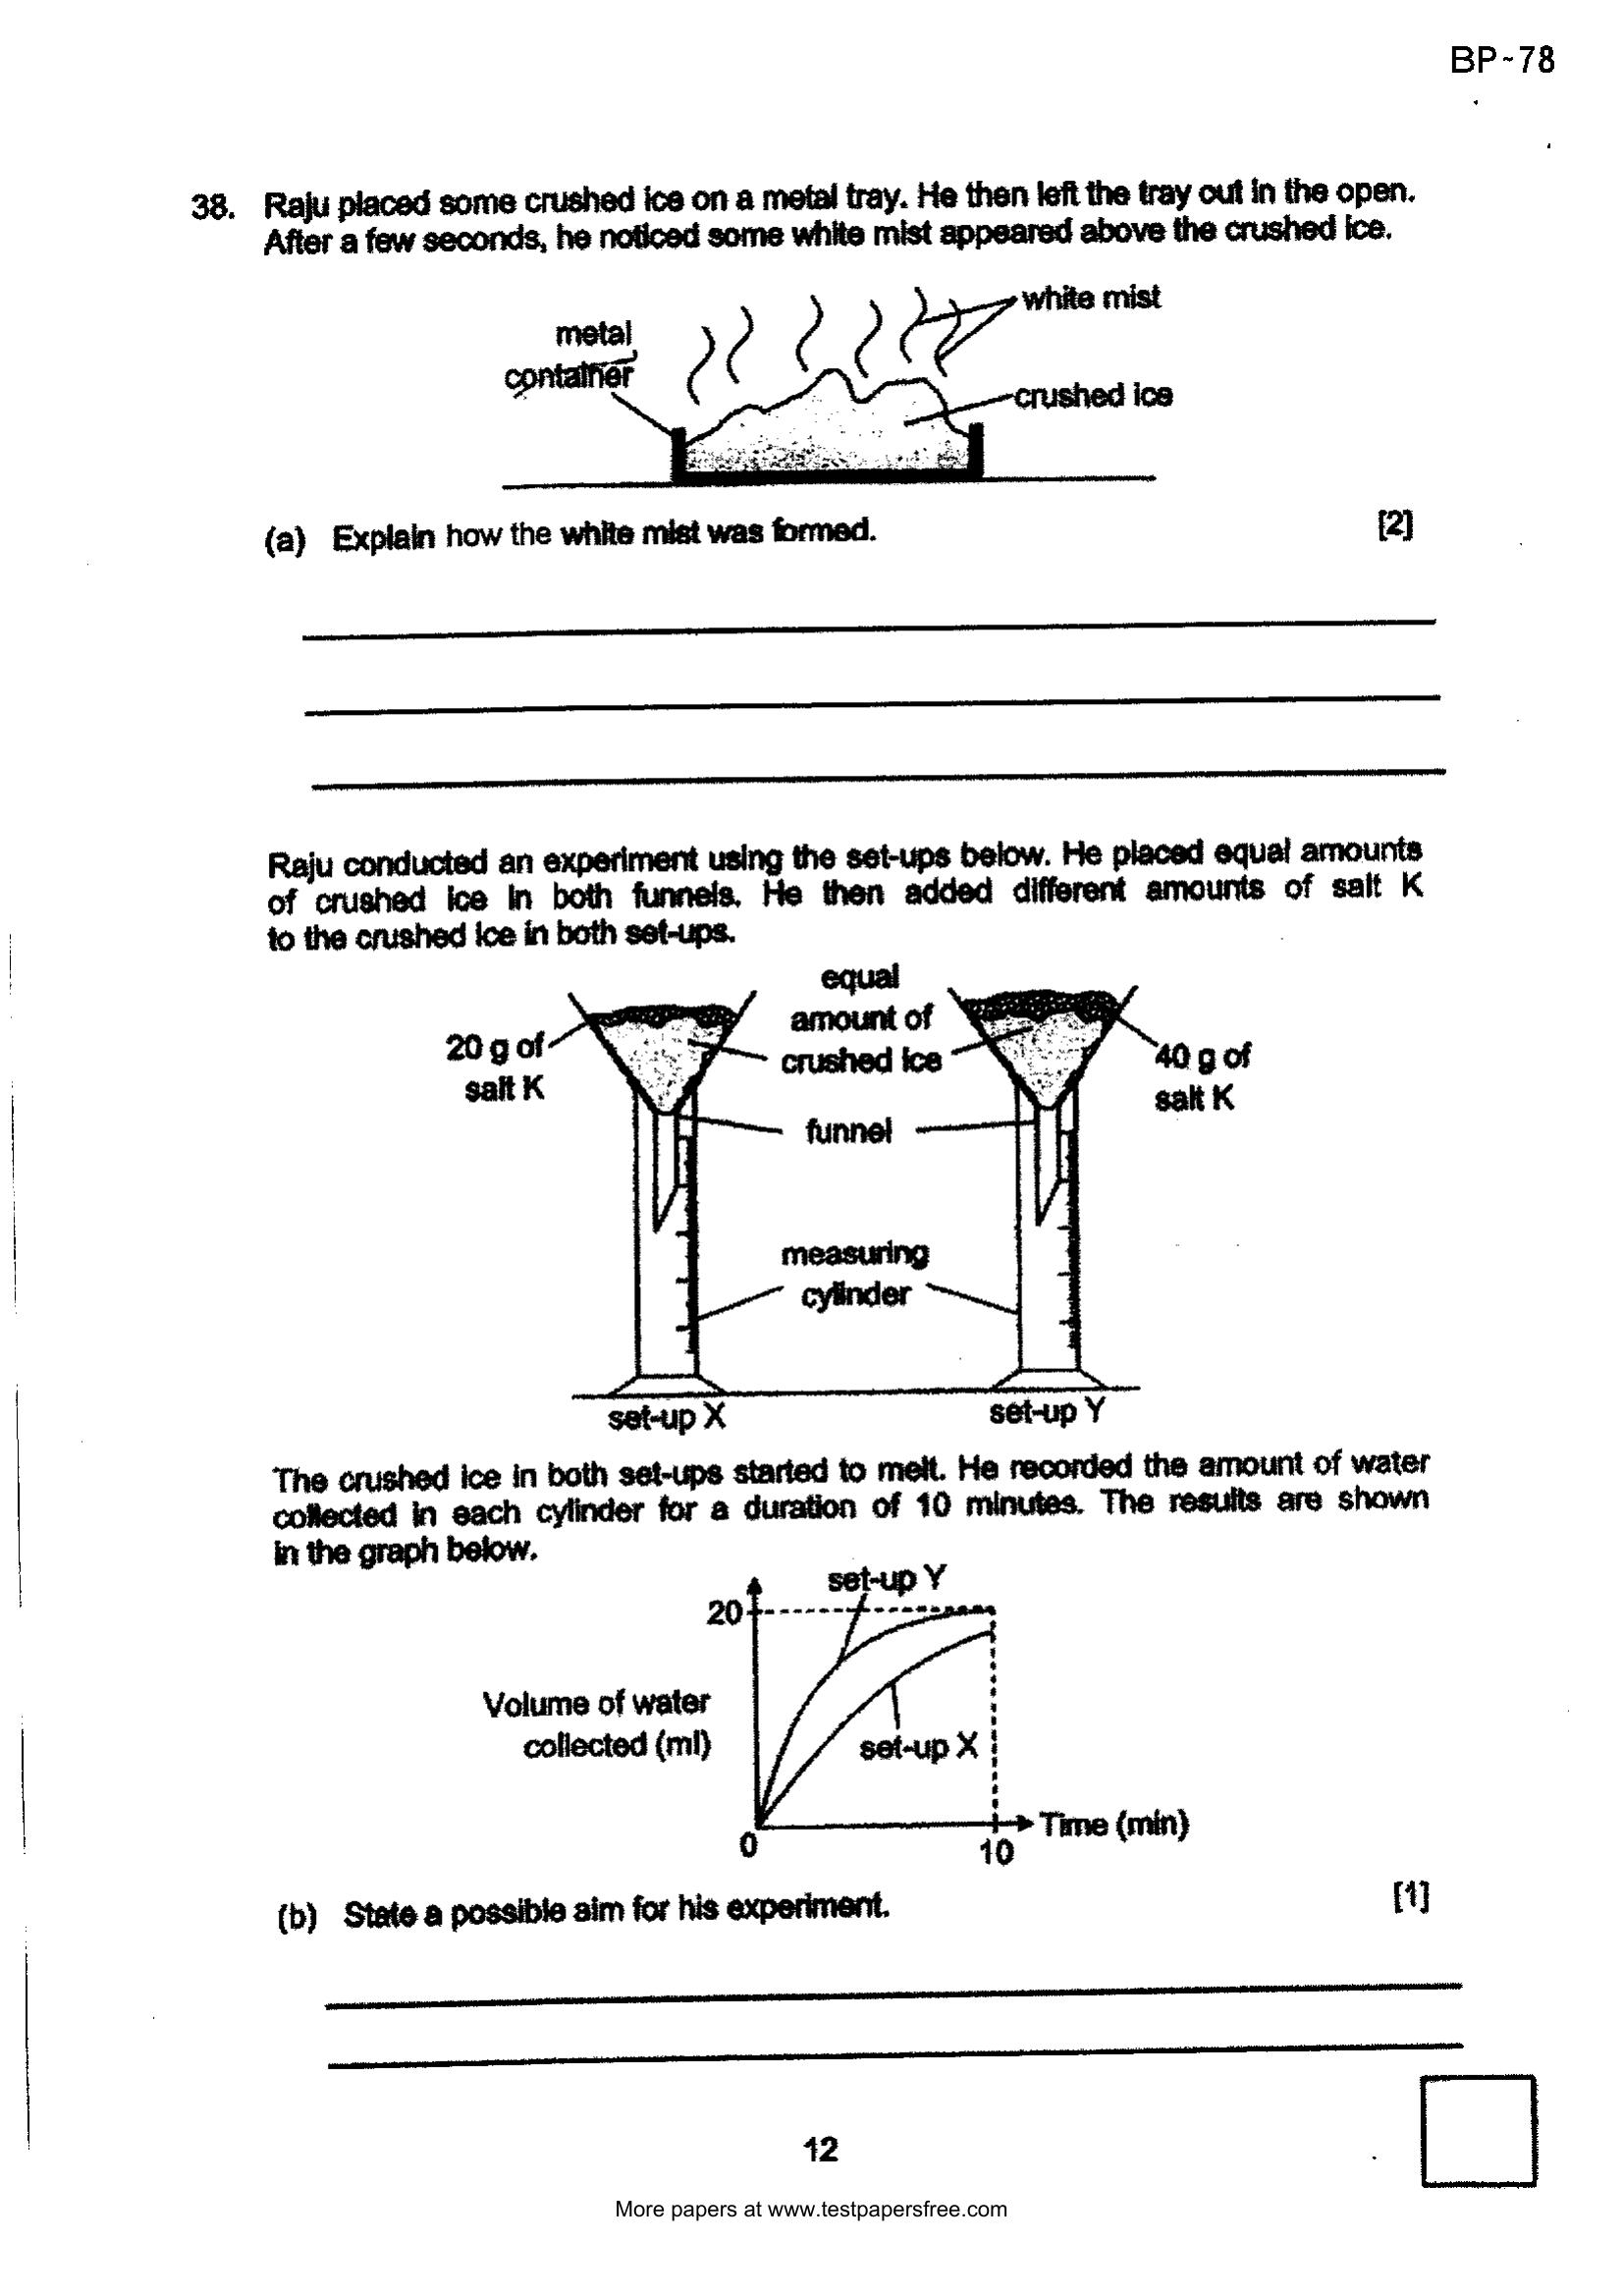 BP-78
38. Raju placed some crushed ice on a metal tray. He then left the tray out in the open.
After a few seconds, he noticed some white mist appeared above the crushed ice.
white mist
metal
container
crushed ice
(a) Explain how the white mist was formed. [2]
Raju conducted an experiment using the set-ups below. He placed equal amounts
of crushed ice in both funnels. He then added different amounts of salt K
to the crushed ice in both set-ups.
equal
amount of
crushed ice
20 g of
salt K
40 g of
salt K
funnel
measuring
cylinder
set-up X
set-up Y
The crushed ice in both set-ups started to melt. He recorded the amount of water
collected in each cylinder for a duration of 10 minutes. The results are shown
in the graph below.
set-up Y
20
Volume of water
collected (ml)
set-up X
Time (min)
0
10
(b) State a possible aim for his experiment. [1]
12
More papers at www.testpapersfree.com